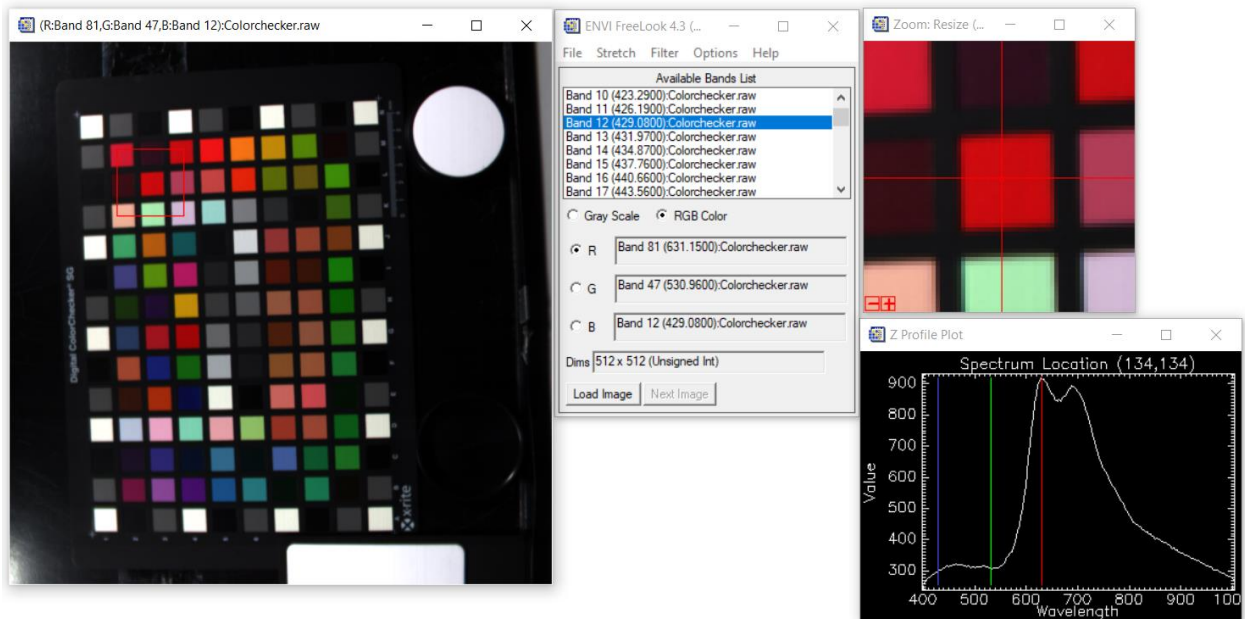 (R:Band 81,G:Band 47,B:Band 12):Colorchecker.raw
Digital ColorChecker® SG
x-rite
ENVI FreeLook 4.3 (...
File Stretch Filter Options Help
Available Bands List
Band 10 (423.2900):Colorchecker.raw
Band 11 (426.1900):Colorchecker.raw
Band 12 (429.0800):Colorchecker.raw
Band 13 (431.9700):Colorchecker.raw
Band 14 (434.8700):Colorchecker.raw
Band 15 (437.7600):Colorchecker.raw
Band 16 (440.6600):Colorchecker.raw
Band 17 (443.5600):Colorchecker.raw
Gray Scale RGB Color
R Band 81 (631.1500):Colorchecker.raw
G Band 47 (530.9600):Colorchecker.raw
B Band 12 (429.0800):Colorchecker.raw
Dims 512 x 512 (Unsigned Int)
Load Image Next Image
Zoom: Resize (...
Z Profile Plot
Spectrum Location (134,134)
900
800
700
600
500
400
300
Value
400 500 600 700 800 900 100
Wavelength